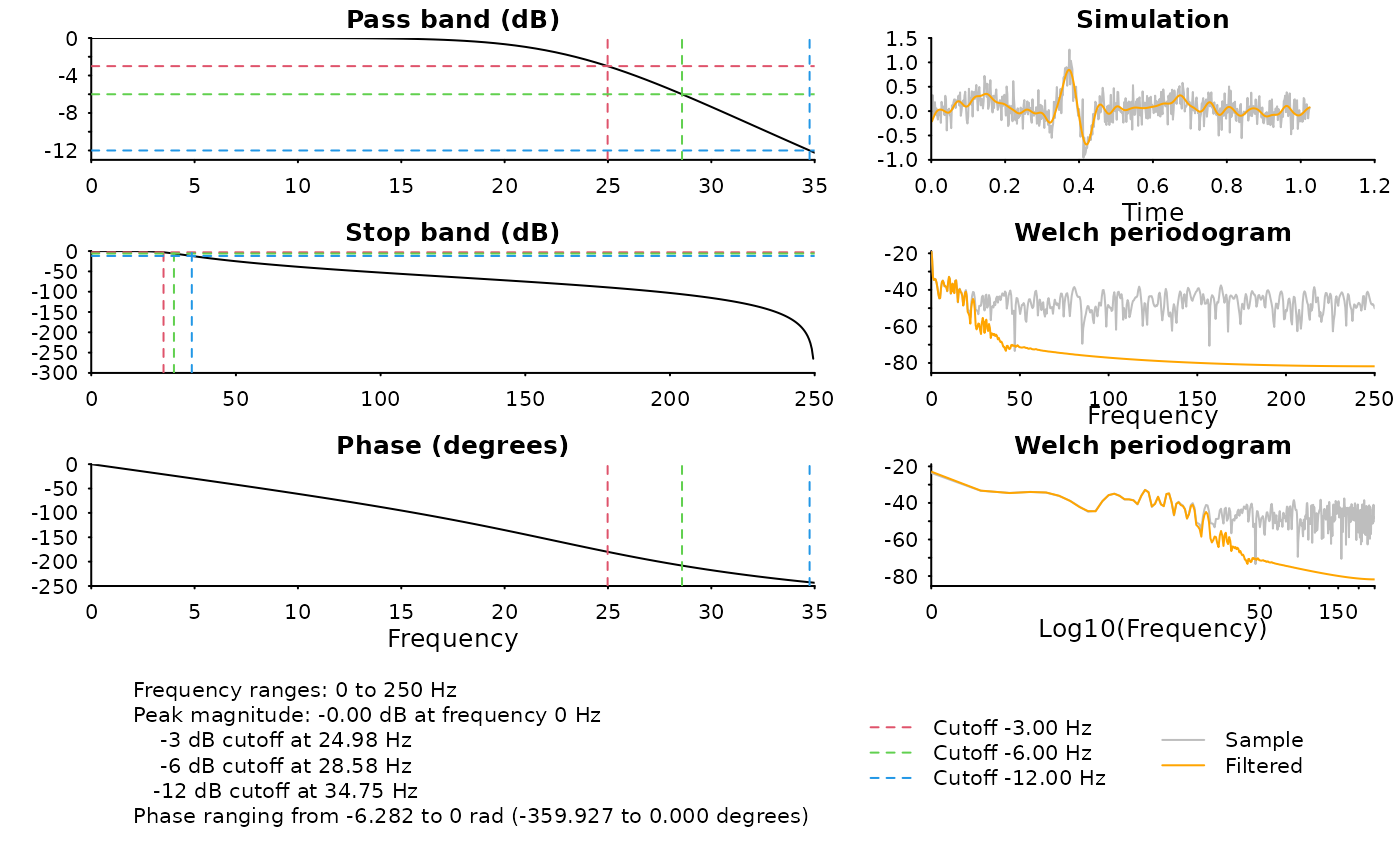 Pass band (dB)
0
-4
-8
-12
0 5 10 15 20 25 30 35
Simulation
1.5
1.0
0.5
0.0
-0.5
-1.0
0.0 0.2 0.4 0.6 0.8 1.0 1.2
Time
Stop band (dB)
0
-50
-100
-150
-200
-250
-300
0 50 100 150 200 250
Welch periodogram
-20
-40
-60
-80
0 50 100 150 200 250
Frequency
Phase (degrees)
0
-50
-100
-150
-200
-250
0 5 10 15 20 25 30 35
Frequency
Welch periodogram
-20
-40
-60
-80
0 50 150
Log10(Frequency)
Frequency ranges: 0 to 250 Hz
Peak magnitude: -0.00 dB at frequency 0 Hz
-3 dB cutoff at 24.98 Hz
-6 dB cutoff at 28.58 Hz
-12 dB cutoff at 34.75 Hz
Phase ranging from -6.282 to 0 rad (-359.927 to 0.000 degrees)
Cutoff -3.00 Hz
Cutoff -6.00 Hz
Cutoff -12.00 Hz
Sample
Filtered